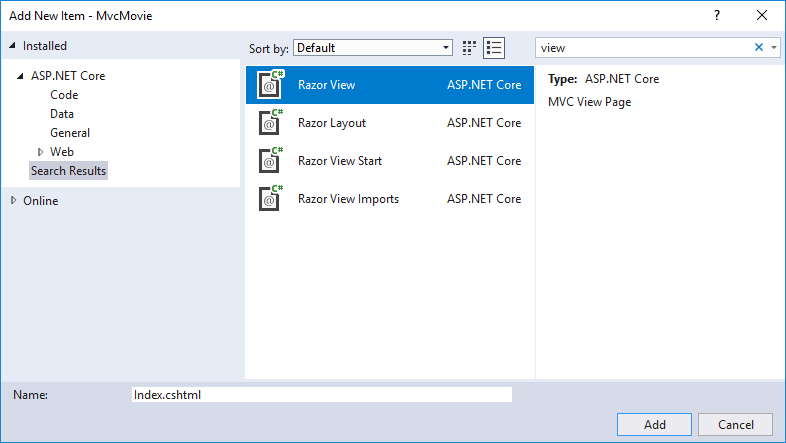 Add New Item - MvcMovie
?
Installed
Sort by: Default
view
ASP.NET Core
Code
Data
General
Web
Search Results
Online
C# @ Razor View ASP.NET Core
C# @ Razor Layout ASP.NET Core
C# @ Razor View Start ASP.NET Core
C# @ Razor View Imports ASP.NET Core
Type: ASP.NET Core
MVC View Page
Name: Index.cshtml
Add Cancel